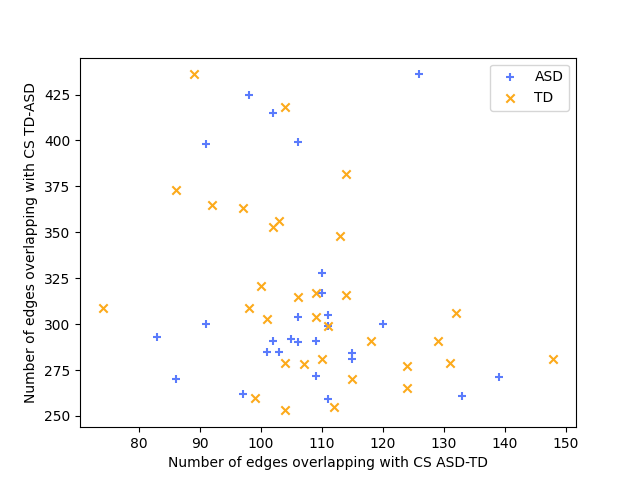 ASD
TD
425
400
375
350
325
300
275
250
Number of edges overlapping with CS TD-ASD
80 90 100 110 120 130 140 150
Number of edges overlapping with CS ASD-TD